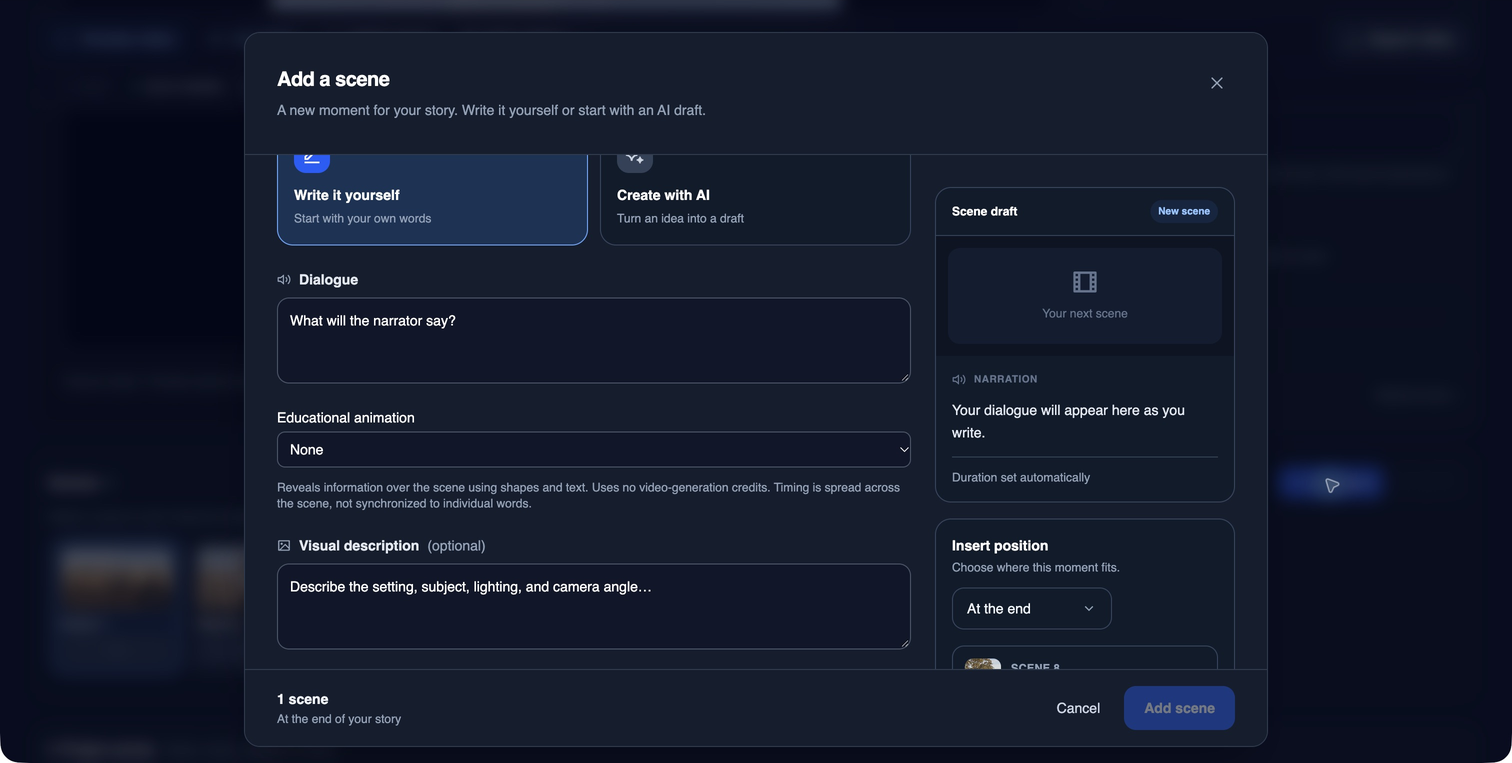 Add a scene
A new moment for your story. Write it yourself or start with an AI draft.
Write it yourself
Start with your own words
Create with AI
Turn an idea into a draft
Dialogue
What will the narrator say?
Educational animation
None
Reveals information over the scene using shapes and text. Uses no video-generation credits. Timing is spread across
the scene, not synchronized to individual words.
Visual description (optional)
Describe the setting, subject, lighting, and camera angle…
Scene draft
New scene
Your next scene
NARRATION
Your dialogue will appear here as you
write.
Duration set automatically
Insert position
Choose where this moment fits.
At the end
SCENE 8
1 scene
At the end of your story
Cancel
Add scene